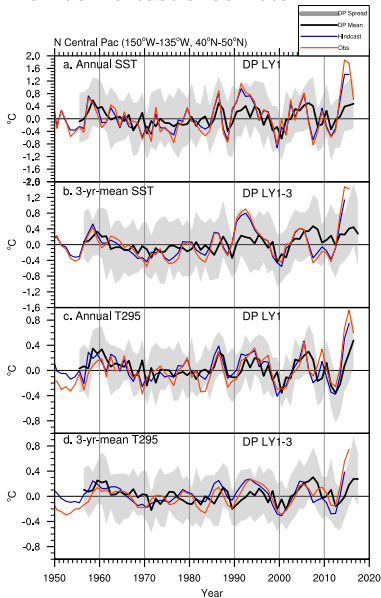 DP Spread
DP Mean
Hindcast
Obs
N Central Pac (150°W-135°W, 40°N-50°N)
a. Annual SST DP LY1
2.0
1.6
1.2
0.8
0.4
0.0
-0.4
-0.8
-1.2
-1.6
-2.0
°C
b. 3-yr-mean SST DP LY1-3
1.6
1.2
0.8
0.4
0.0
-0.4
-0.8
-1.2
-1.6
°C
c. Annual T295 DP LY1
0.8
0.4
0.0
-0.4
-0.8
°C
d. 3-yr-mean T295 DP LY1-3
0.8
0.4
0.0
-0.4
-0.8
°C
1950 1960 1970 1980 1990 2000 2010 2020
Year